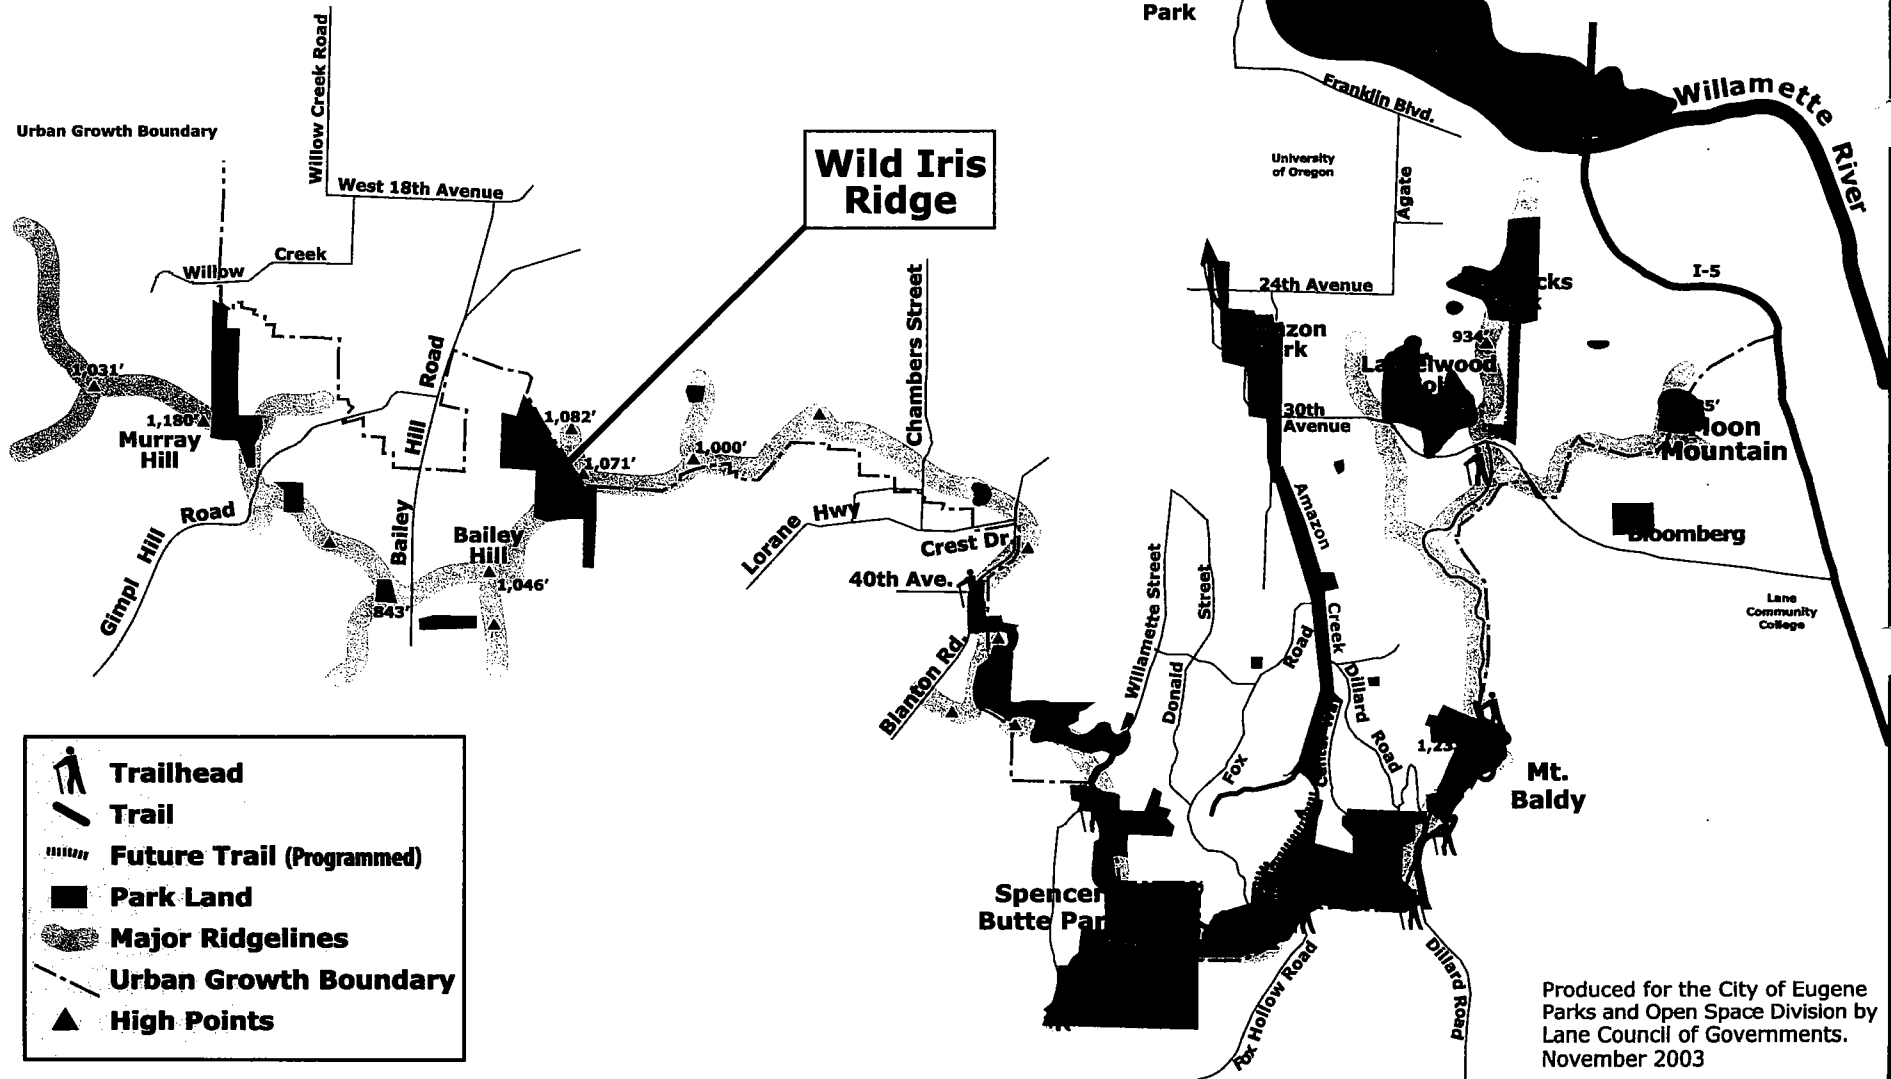 Park
Willamette River
Franklin Blvd.
Willow Creek Road
Urban Growth Boundary
University
of Oregon
Agate
West 18th Avenue
Wild Iris
Ridge
Willow Creek
I-5
24th Avenue
Chambers Street
934'
1,031'
1,180'
Murray
Hill
1,082'
1,071'
1,000'
30th
Avenue
Moon
Mountain
Gimpl Hill Road
Bailey Hill Road
Bailey
Hill
1,046'
843'
Lorane Hwy
Crest Dr.
40th Ave.
Blanton Rd.
Amazon
Creek
Bloomberg
Lane
Community
College
Willamette Street
Donald Street
Fox
Road
Dillard
Road
Mt.
Baldy
Spencer
Butte Par
Fox Hollow Road
Dillard Road
Trailhead
Trail
Future Trail (Programmed)
Park Land
Major Ridgelines
Urban Growth Boundary
High Points
Produced for the City of Eugene
Parks and Open Space Division by
Lane Council of Governments.
November 2003